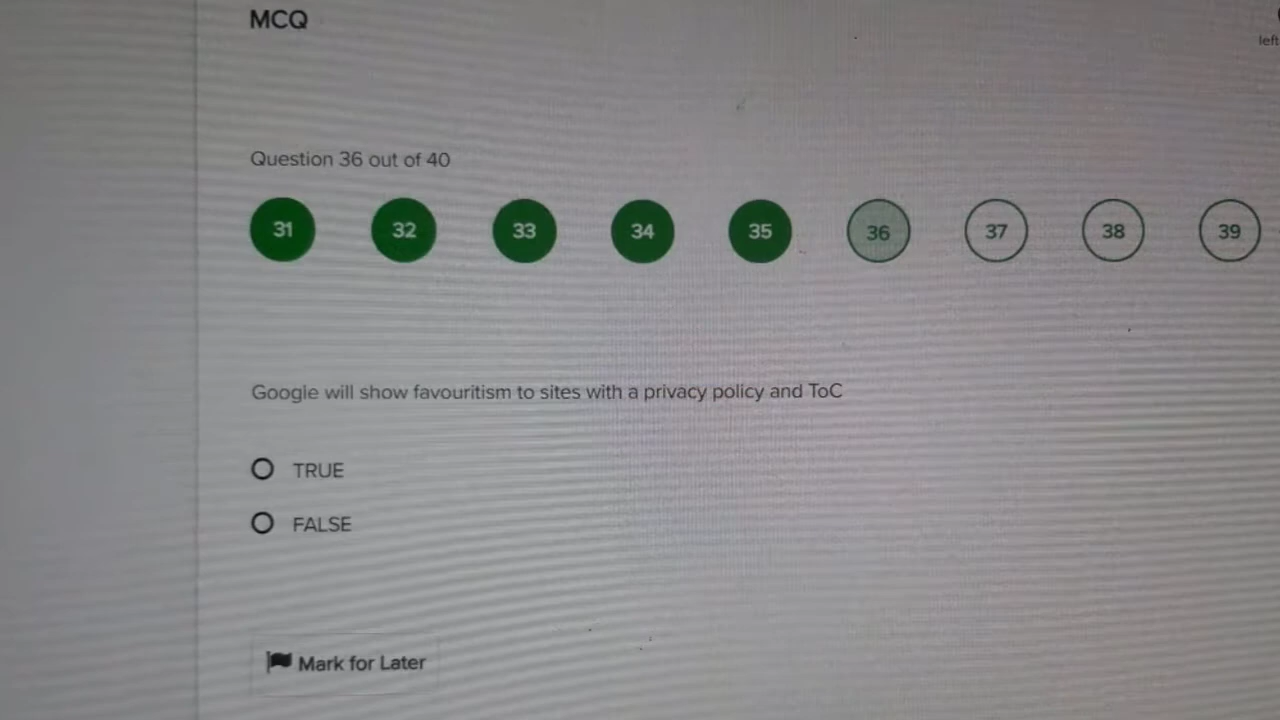 MCQ
left
Question 36 out of 40
31 32 33 34 35 36 37 38 39
Google will show favouritism to sites with a privacy policy and ToC
TRUE
FALSE
Mark for Later